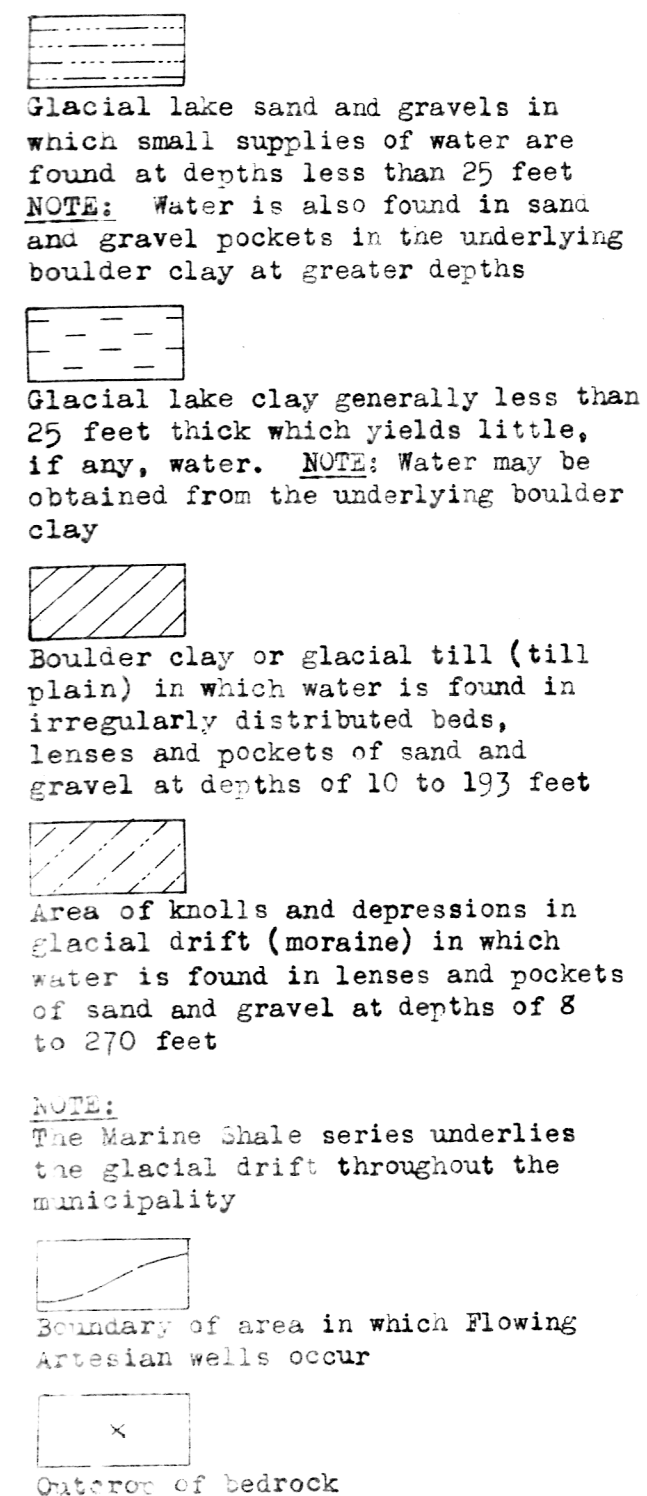 Glacial lake sand and gravels in
which small supplies of water are
found at depths less than 25 feet
NOTE: Water is also found in sand
and gravel pockets in the underlying
boulder clay at greater depths
Glacial lake clay generally less than
25 feet thick which yields little,
if any, water. NOTE: Water may be
obtained from the underlying boulder
clay
Boulder clay or glacial till (till
plain) in which water is found in
irregularly distributed beds,
lenses and pockets of sand and
gravel at depths of 10 to 193 feet
Area of knolls and depressions in
glacial drift (moraine) in which
water is found in lenses and pockets
of sand and gravel at depths of 8
to 270 feet
NOTE:
The Marine Shale series underlies
the glacial drift throughout the
municipality
Boundary of area in which Flowing
Artesian wells occur
Outcrop of bedrock